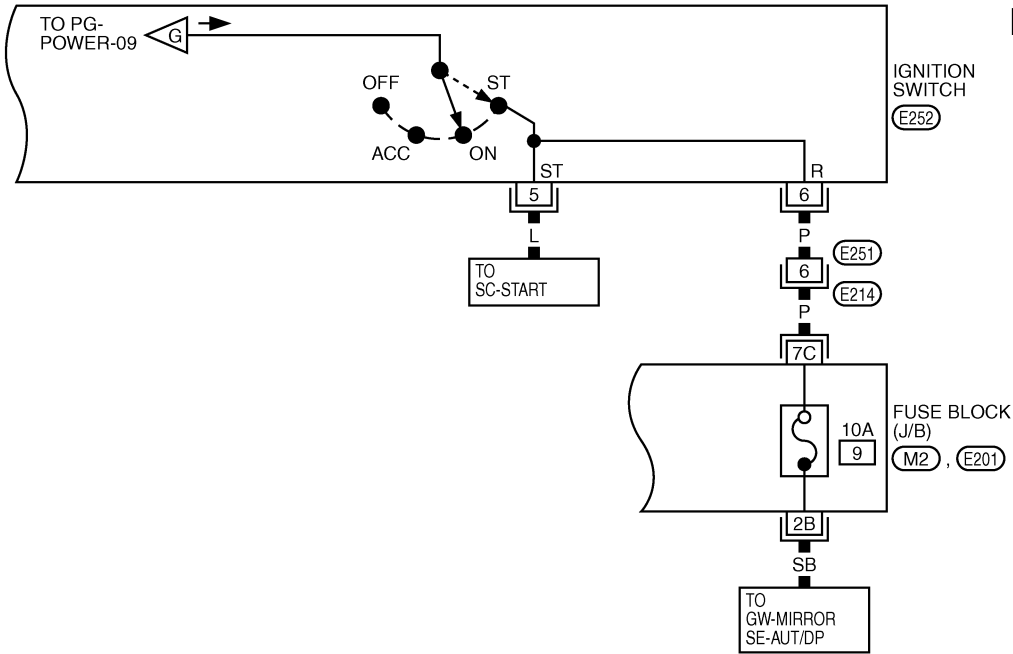 TO PG-
POWER-09
G
OFF
ST
ACC
ON
IGNITION
SWITCH
E252
ST
R
5
6
L
P
TO
SC-START
E251
6
E214
P
7C
FUSE BLOCK
(J/B)
10A
9
M2 , E201
2B
SB
TO
GW-MIRROR
SE-AUT/DP